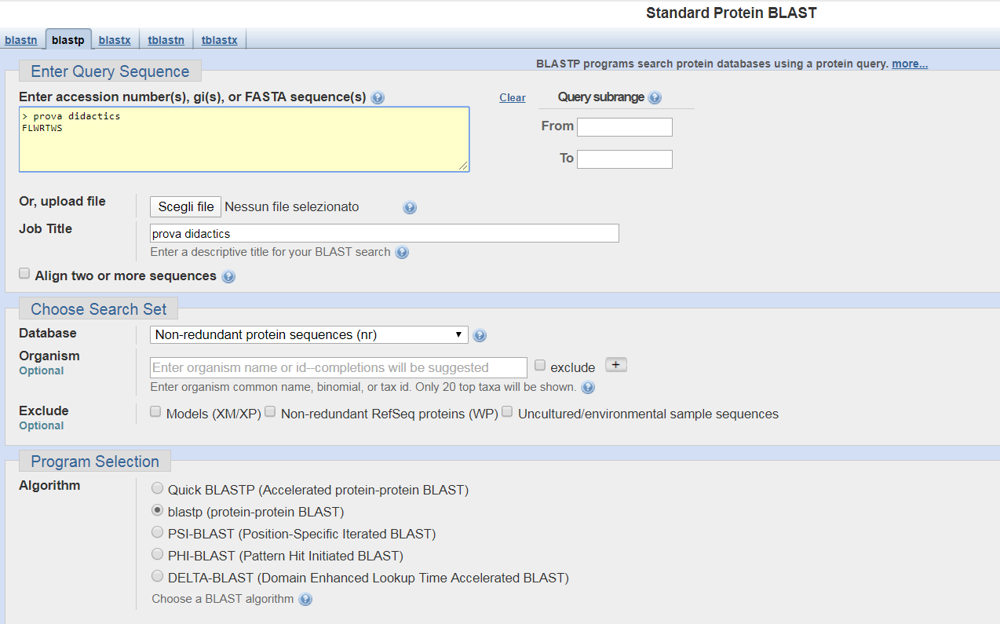 Standard Protein BLAST
blastn blastp blastx tblastn tblastx
BLASTP programs search protein databases using a protein query. more...
Enter Query Sequence
Enter accession number(s), gi(s), or FASTA sequence(s) Clear Query subrange
> prova didactics
FLWRTWS
From
To
Or, upload file Scegli file Nessun file selezionato
Job Title prova didactics
Enter a descriptive title for your BLAST search
Align two or more sequences
Choose Search Set
Database Non-redundant protein sequences (nr)
Organism
Optional
Enter organism name or id--completions will be suggested exclude +
Enter organism common name, binomial, or tax id. Only 20 top taxa will be shown.
Exclude
Optional
Models (XM/XP) Non-redundant RefSeq proteins (WP) Uncultured/environmental sample sequences
Program Selection
Algorithm
Quick BLASTP (Accelerated protein-protein BLAST)
blastp (protein-protein BLAST)
PSI-BLAST (Position-Specific Iterated BLAST)
PHI-BLAST (Pattern Hit Initiated BLAST)
DELTA-BLAST (Domain Enhanced Lookup Time Accelerated BLAST)
Choose a BLAST algorithm